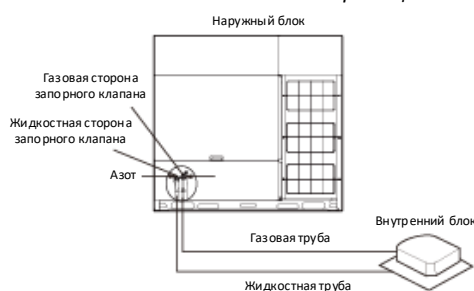 Наружный блок
Газовая сторона
запорного клапана
Жидкостная сторона
запорного клапана
Азот
Внутренний блок
Газовая труба
Жидкостная труба